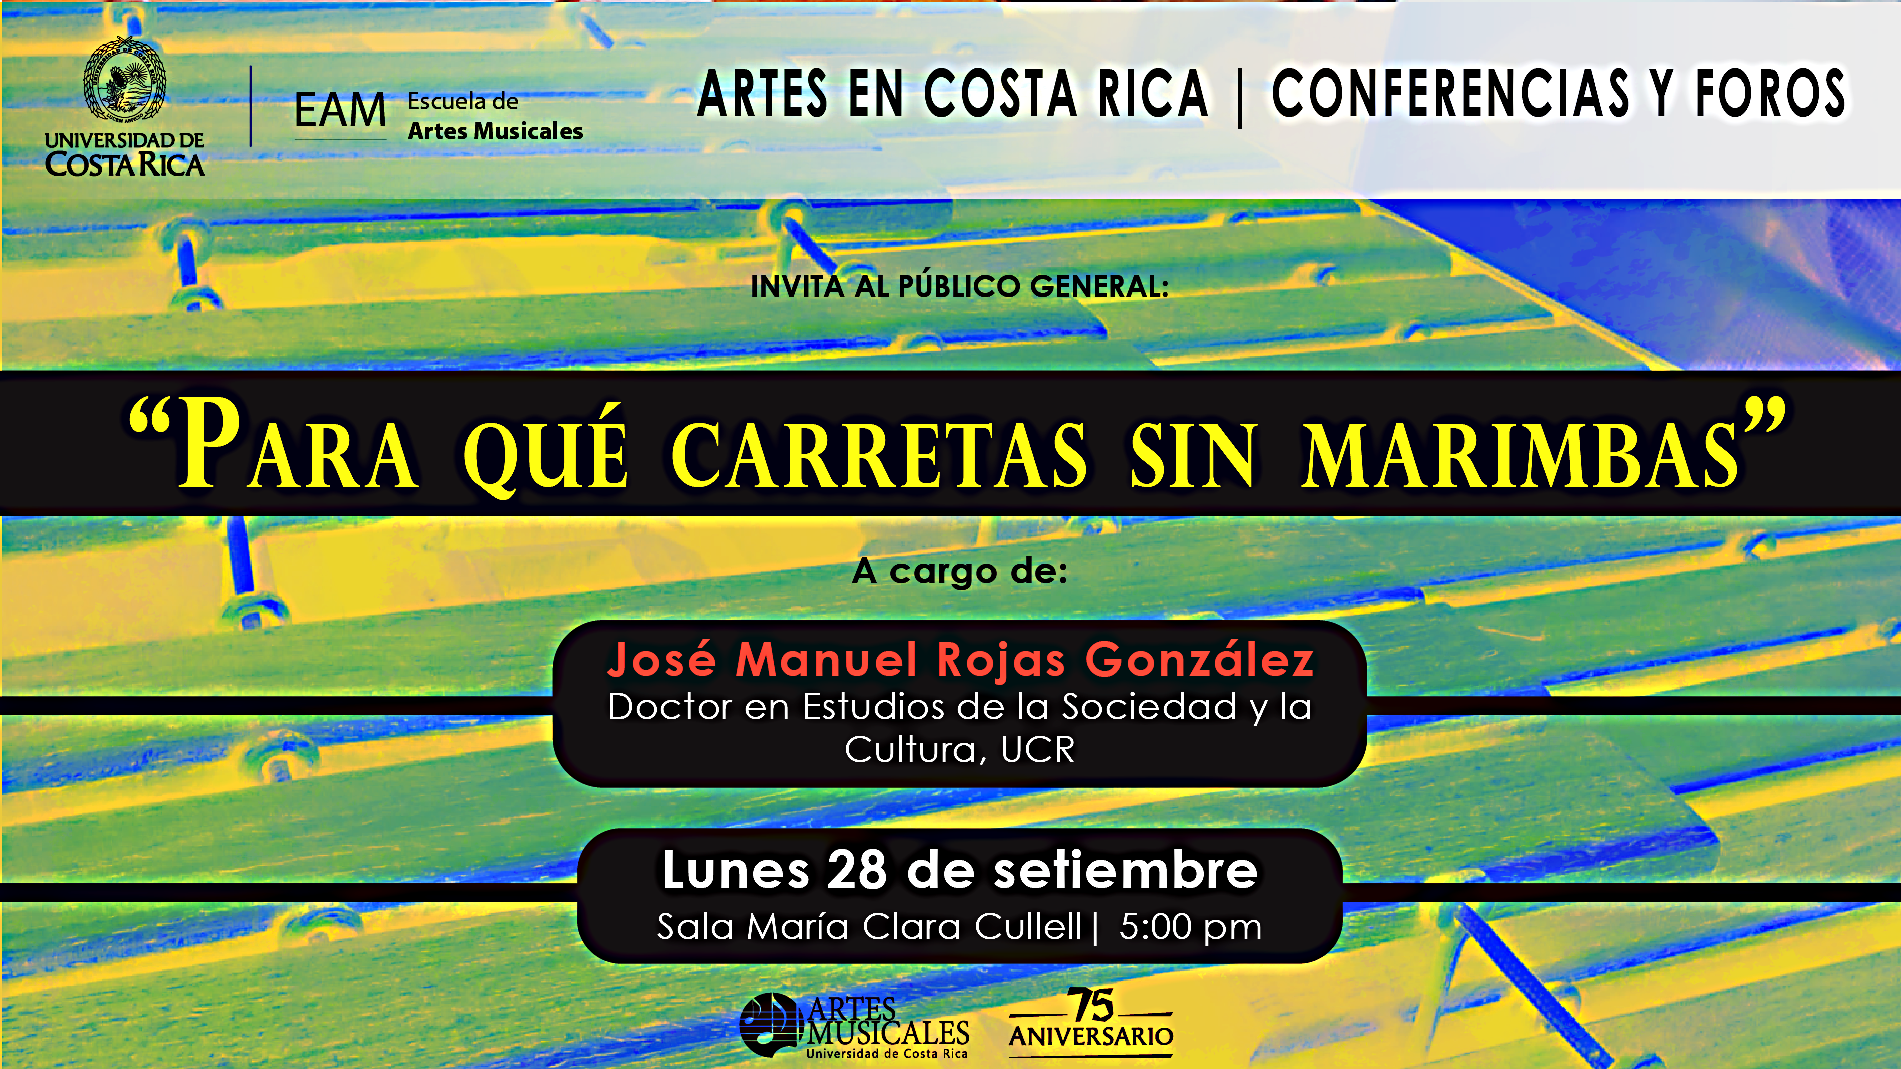 UNIVERSIDAD DE
COSTA RICA
EAM
Escuela de
Artes Musicales
ARTES EN COSTA RICA | CONFERENCIAS Y FOROS
INVITA AL PÚBLICO GENERAL:
“PARA QUÉ CARRETAS SIN MARIMBAS”
A cargo de:
José Manuel Rojas González
Doctor en Estudios de la Sociedad y la
Cultura, UCR
Lunes 28 de setiembre
Sala María Clara Cullell| 5:00 pm
ARTES
MUSICALES
Universidad de Costa Rica
75
ANIVERSARIO